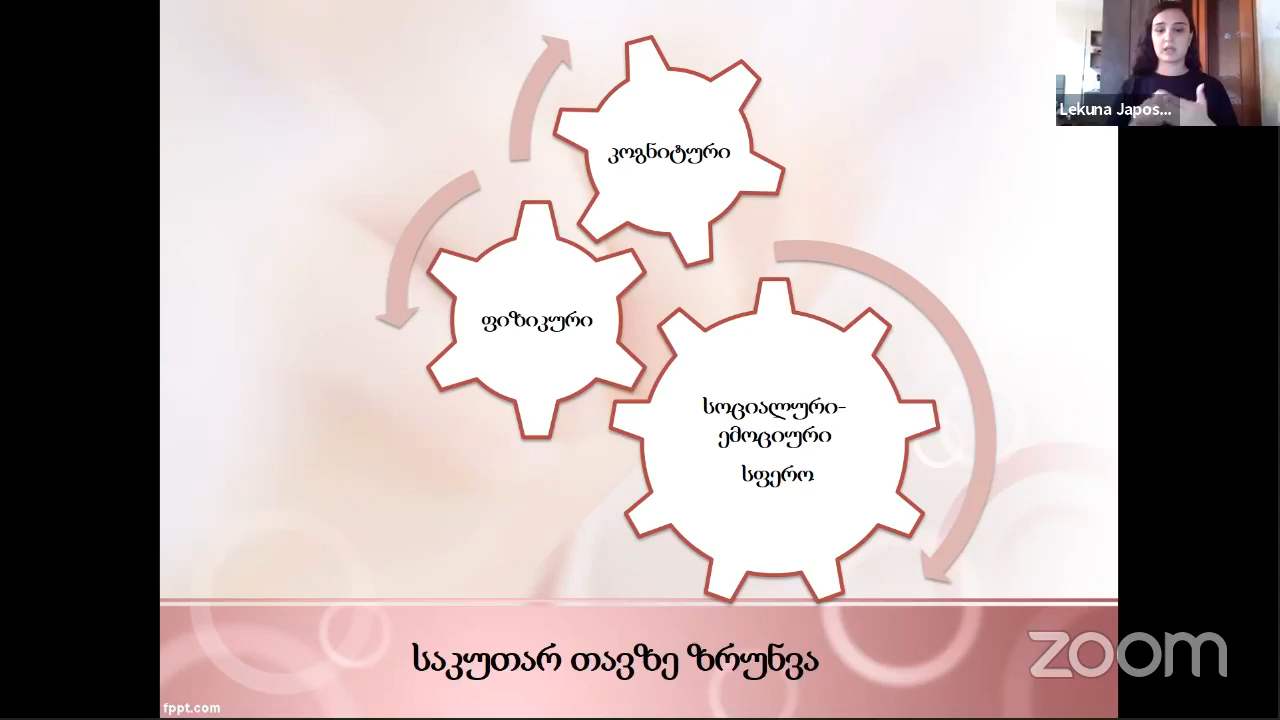 Lekuna Japos...
კოგნიტური
ფიზიკური
სოციალური-
ემოციური
სფერო
საკუთარ თავზე ზრუნვა
zoom
fppt.com